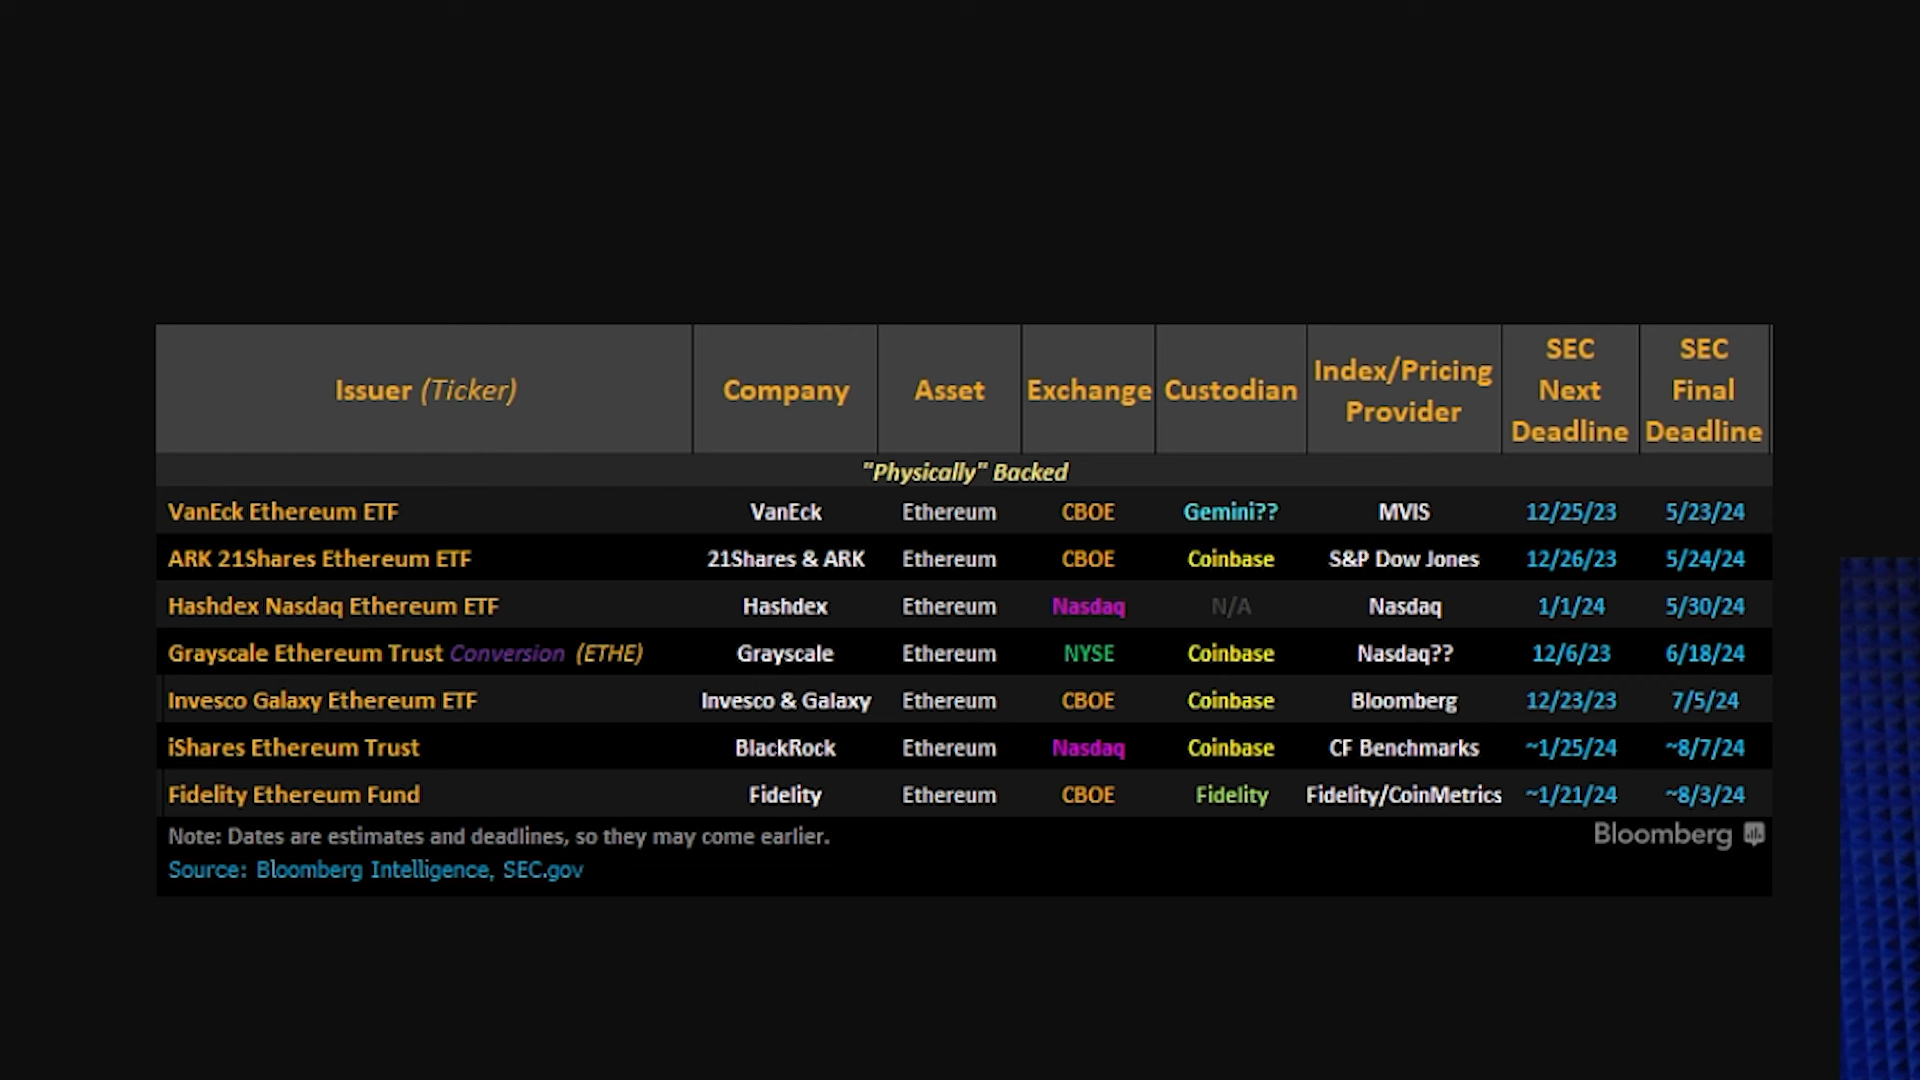 Issuer (Ticker) Company Asset Exchange Custodian Index/Pricing Provider SEC Next Deadline SEC Final Deadline
"Physically" Backed
VanEck Ethereum ETF VanEck Ethereum CBOE Gemini?? MVIS 12/25/23 5/23/24
ARK 21Shares Ethereum ETF 21Shares & ARK Ethereum CBOE Coinbase S&P Dow Jones 12/26/23 5/24/24
Hashdex Nasdaq Ethereum ETF Hashdex Ethereum Nasdaq N/A Nasdaq 1/1/24 5/30/24
Grayscale Ethereum Trust Conversion (ETHE) Grayscale Ethereum NYSE Coinbase Nasdaq?? 12/6/23 6/18/24
Invesco Galaxy Ethereum ETF Invesco & Galaxy Ethereum CBOE Coinbase Bloomberg 12/23/23 7/5/24
iShares Ethereum Trust BlackRock Ethereum Nasdaq Coinbase CF Benchmarks ~1/25/24 ~8/7/24
Fidelity Ethereum Fund Fidelity Ethereum CBOE Fidelity Fidelity/CoinMetrics ~1/21/24 ~8/3/24
Note: Dates are estimates and deadlines, so they may come earlier. Bloomberg
Source: Bloomberg Intelligence, SEC.gov